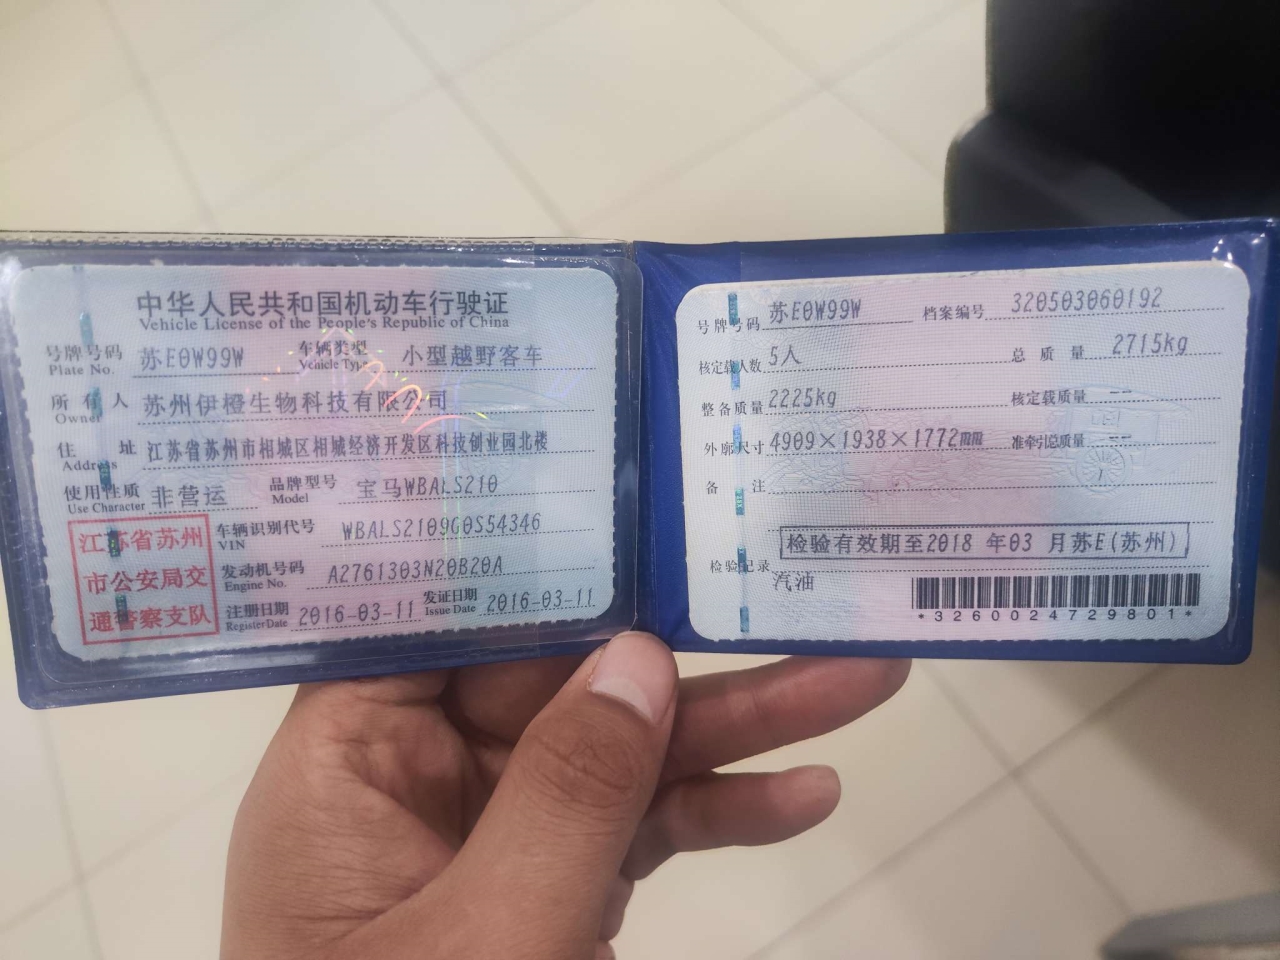 中华人民共和国机动车行驶证
Vehicle License of the People's Republic of China
号牌号码 苏E0W99W 车辆类型 小型越野客车
Plate No. Vehicle Type
所有人 苏州伊橙生物科技有限公司
Owner
住址 江苏省苏州市相城区相城经济开发区科技创业园北楼
Address
使用性质 非营运 品牌型号 宝马WBALS210
Use Character Model
江苏省苏州
市公安局交
通警察支队
车辆识别代号 WBALS2109G0S54346
VIN
发动机号码 A2761303N20B20A
Engine No.
注册日期 2016-03-11 发证日期 2016-03-11
Register Date Issue Date
号牌号码 苏E0W99W 档案编号 320503060192
核定载人数 5人 总质量 2715kg
整备质量 2225kg 核定载质量 --
外廓尺寸 4909×1938×1772mm 准牵引总质量 --
备注
检验有效期至2018 年03 月苏E(苏州)
检验记录
汽油
*3260024729801*